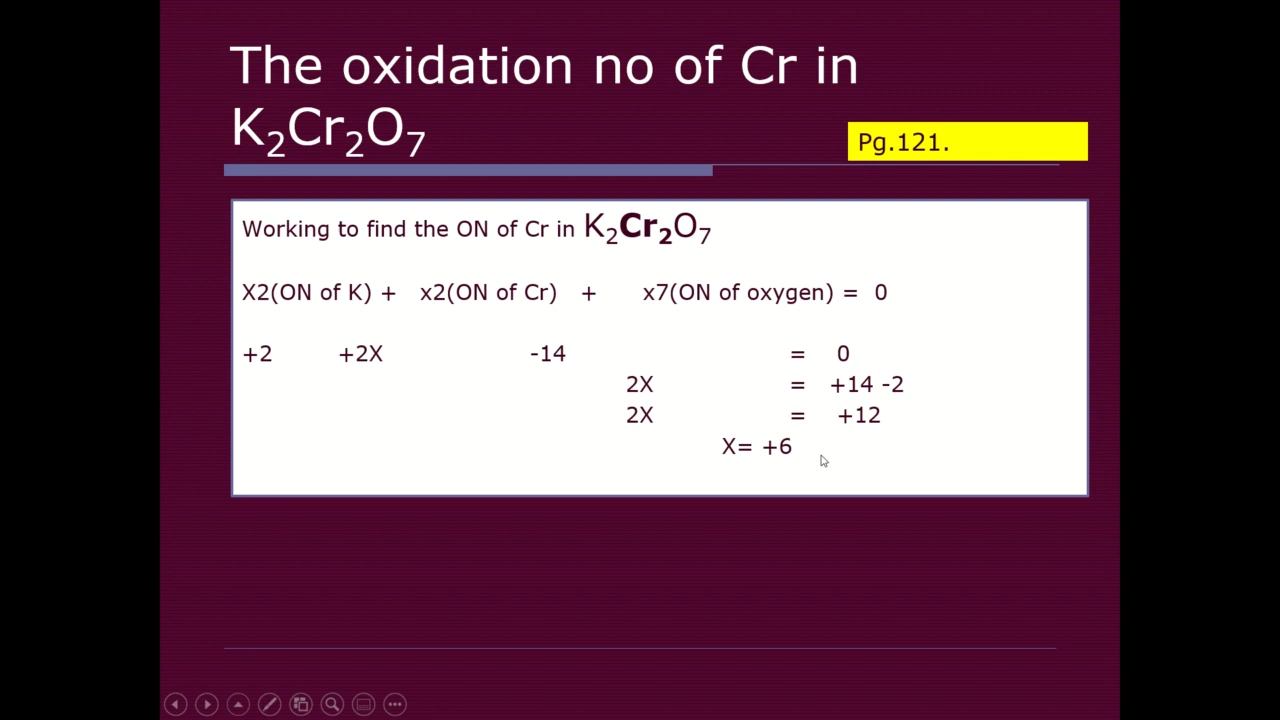 The oxidation no of Cr in
K₂Cr₂O₇
Pg.121.
Working to find the ON of Cr in K₂Cr₂O₇
X2(ON of K) + x2(ON of Cr) + x7(ON of oxygen) = 0
+2 +2X -14 = 0
2X = +14 -2
2X = +12
X= +6